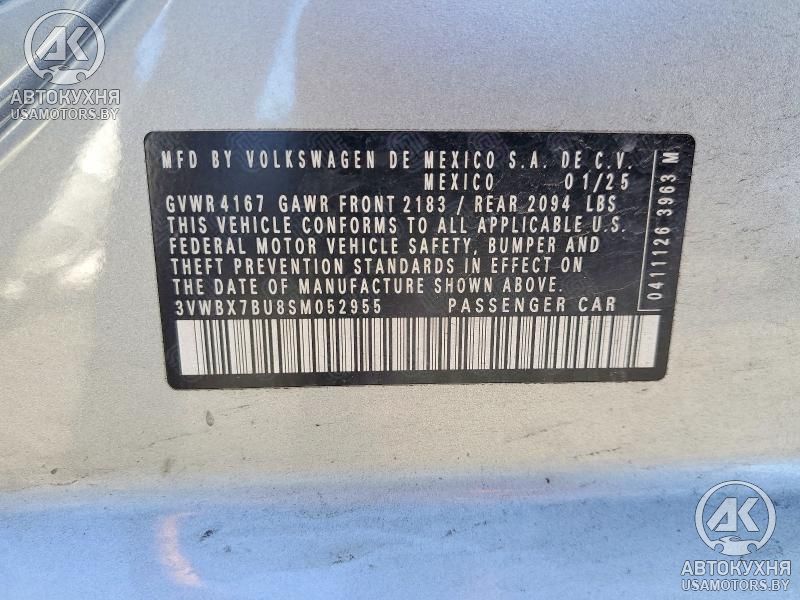 АК
АВТОКУХНЯ
USAMOTORS.BY
MFD BY VOLKSWAGEN DE MEXICO S.A. DE C.V.
MEXICO 01/25
GVWR 4167 GAWR FRONT 2183 / REAR 2094 LBS
THIS VEHICLE CONFORMS TO ALL APPLICABLE U.S.
FEDERAL MOTOR VEHICLE SAFETY, BUMPER AND
THEFT PREVENTION STANDARDS IN EFFECT ON
THE DATE OF MANUFACTURE SHOWN ABOVE.
3VWBX7BU8SM052955 PASSENGER CAR
0411126 3963 M
АК
АВТОКУХНЯ
USAMOTORS.BY